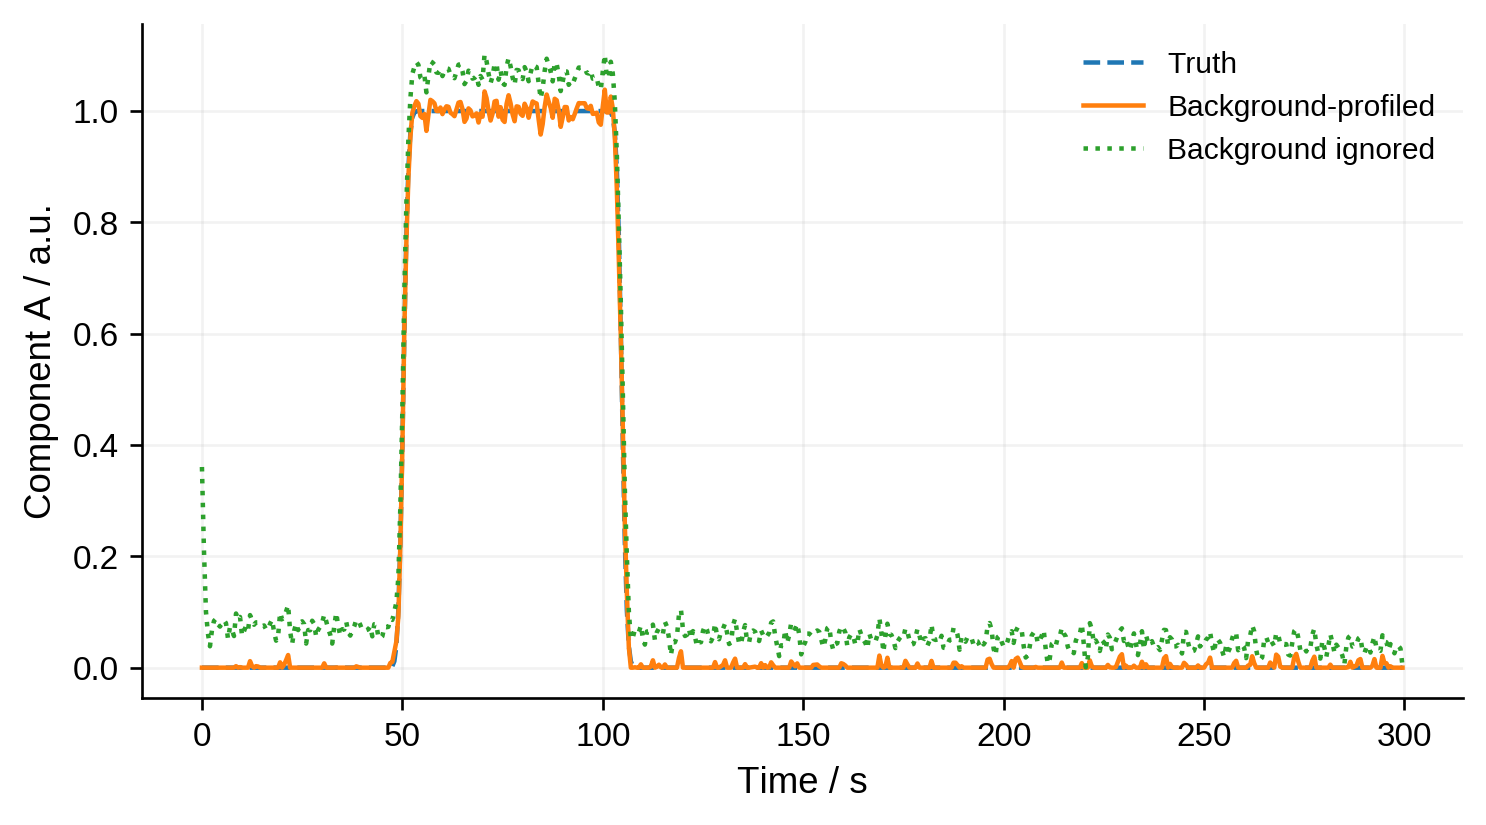 Truth
Background-profiled
Background ignored
Component A / a.u.
1.0
0.8
0.6
0.4
0.2
0.0
0 50 100 150 200 250 300
Time / s